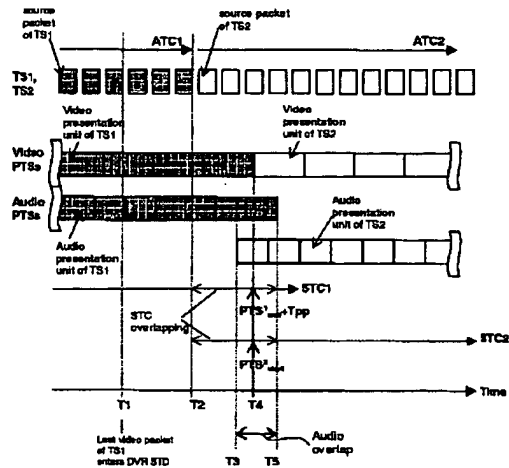 source
packet
of TS1
source packet
of TS2
ATC1
ATC2
TS1,
TS2
Video presentation
unit of TS1
Video
presentation
unit of TS2
Video
PTSs
Audio
PTSs
Audio
presentation
unit of TS1
Audio
presentation
unit of TS2
STC1
STC
overlapping
+Tpp
STC2
T1
T2
T4
Time
Last video packet
of TS1
enters DVR STD
T3
T5
Audio
overlap